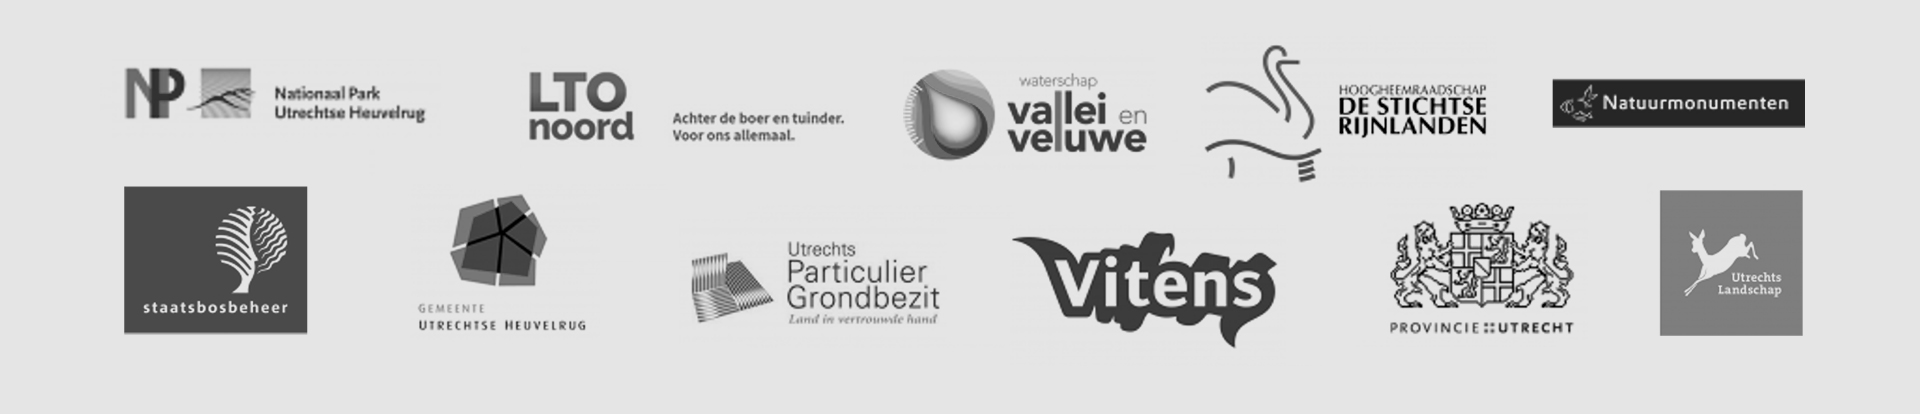 NP
Nationaal Park
Utrechtse Heuvelrug
LTO
noord
Achter de boer en tuinder.
Voor ons allemaal.
waterschap
vallei en
veluwe
HOOGHEEMRAADSCHAP
DE STICHTSE
RIJNLANDEN
Natuurmonumenten
staatsbosbeheer
GEMEENTE
UTRECHTSE HEUVELRUG
Utrechts
Particulier
Grondbezit
Land in vertrouwde hand
Vitens
PROVINCIE::UTRECHT
Utrechts
Landschap